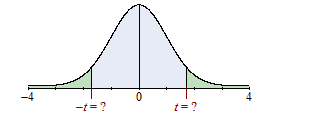 −4 0 4
−t = ? t = ?